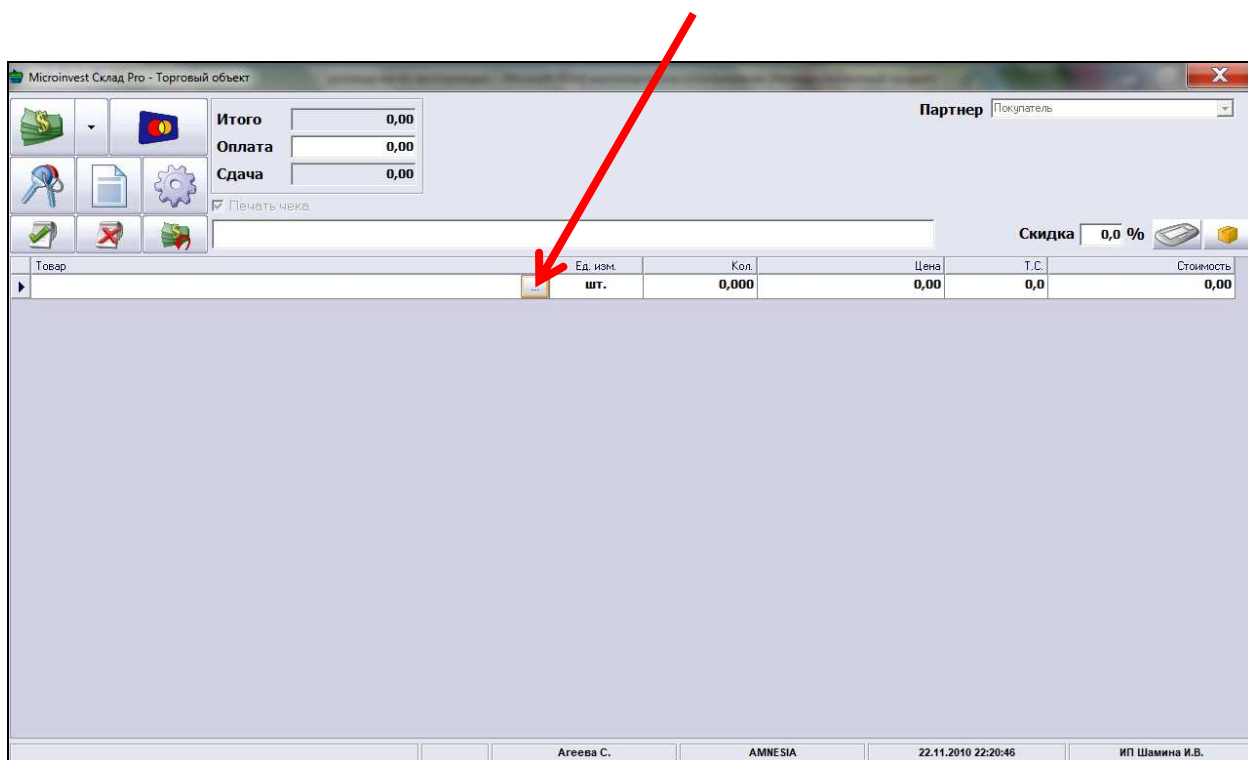 Microinvest Склад Pro - Торговый объект
Итого 0,00
Партнер Покупатель
Оплата 0,00
Сдача 0,00
Печать чека
Скидка 0,0 %
Товар Ед. изм. Кол. Цена Т.С. Стоимость
... шт. 0,000 0,00 0,0 0,00
Агеева С. AMNESIA 22.11.2010 22:20:46 ИП Шамина И.В.